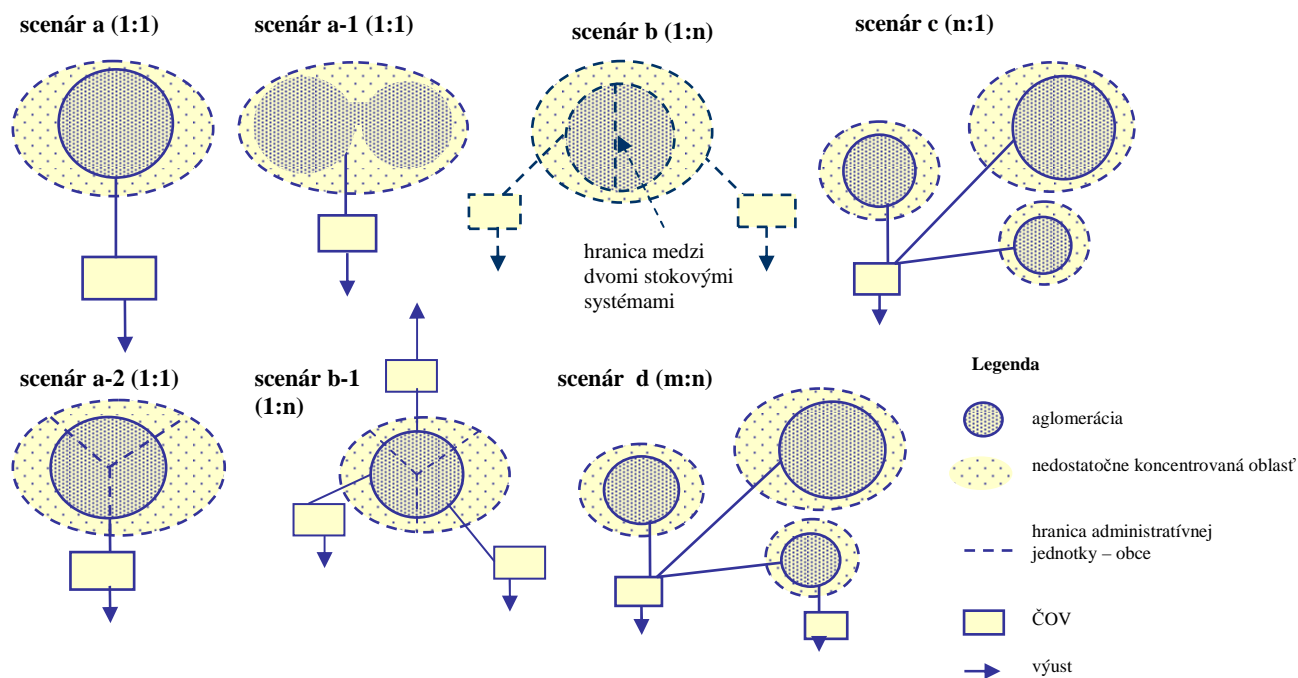 scenár a (1:1)
scenár a-1 (1:1)
scenár b (1:n)
scenár c (n:1)
hranica medzi
dvomi stokovými
systémami
scenár a-2 (1:1)
scenár b-1
(1:n)
scenár d (m:n)
Legenda
aglomerácia
nedostatočne koncentrovaná oblasť
hranica administratívnej
jednotky – obce
ČOV
výust